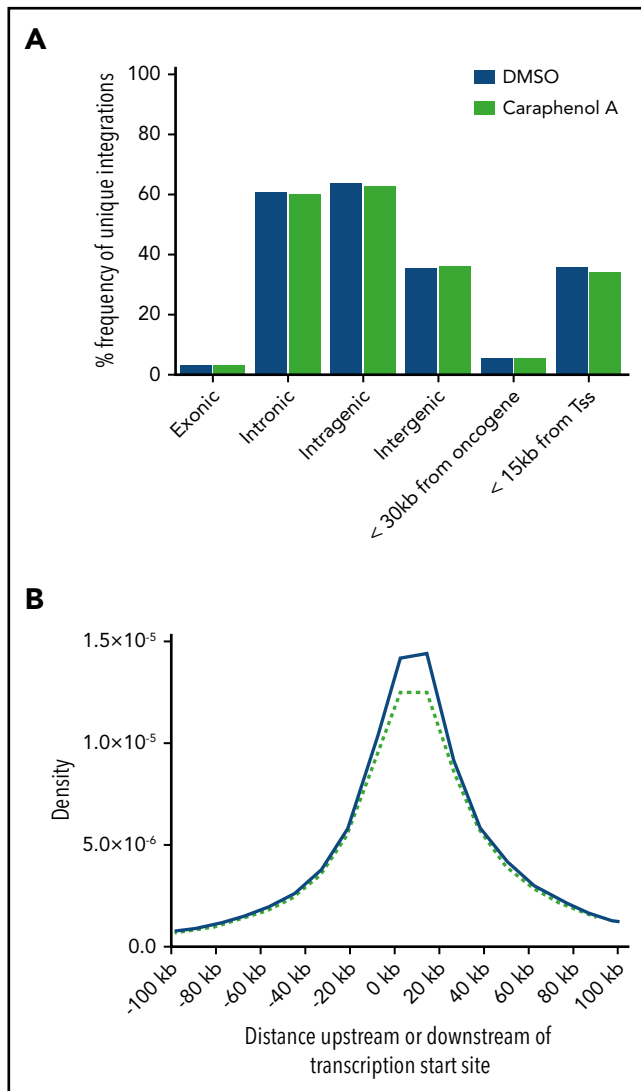 A
% frequency of unique integrations
100
80
60
40
20
0
DMSO
Caraphenol A
Exonic
Intronic
Intragenic
Intergenic
< 30kb from oncogene
< 15kb from Tss
B
Density
1.5×10⁻⁵
1.0×10⁻⁵
5.0×10⁻⁶
0.0
-100 kb
-80 kb
-60 kb
-40 kb
-20 kb
0 kb
20 kb
40 kb
60 kb
80 kb
100 kb
Distance upstream or downstream of
transcription start site